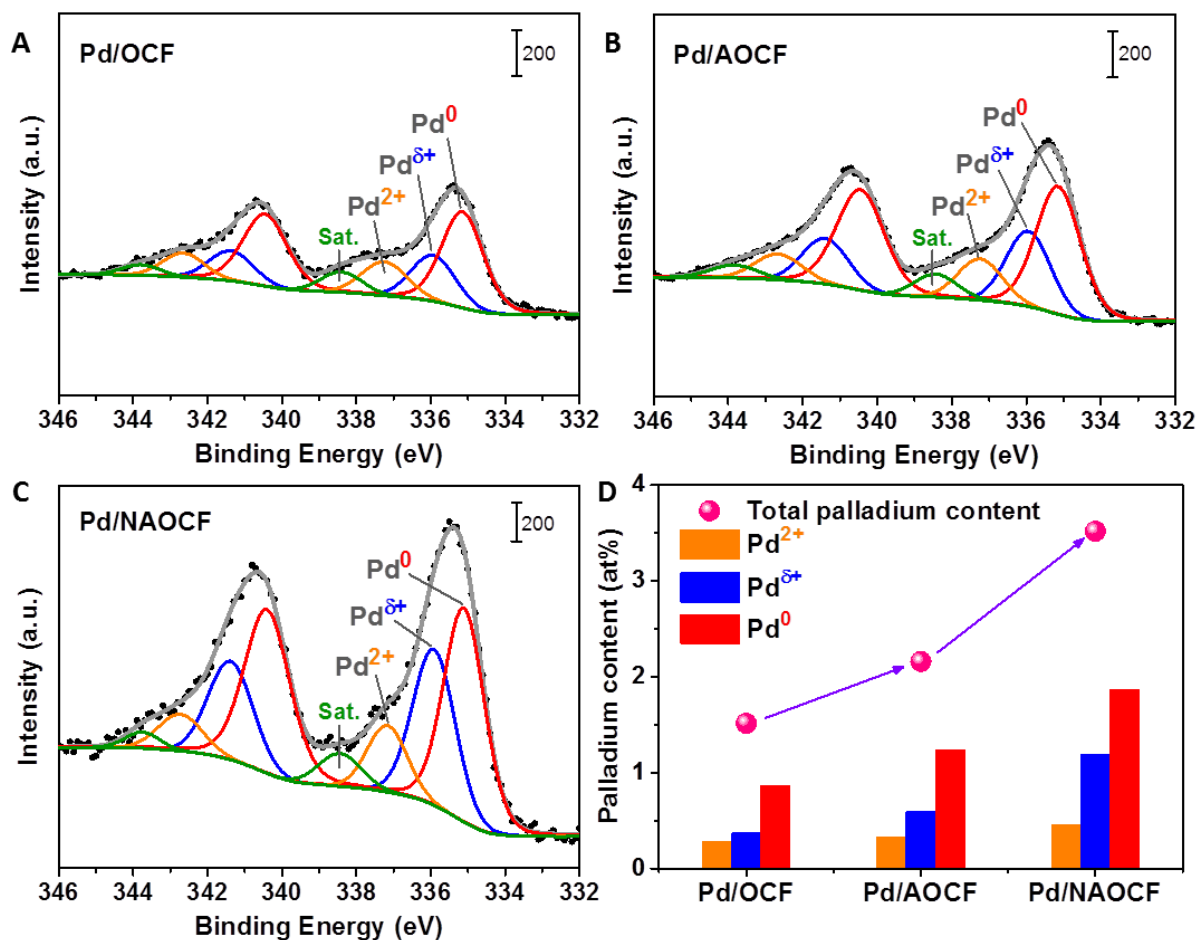 A
Pd/OCF
200
Pd0
Pdδ+
Pd2+
Sat.
Intensity (a.u.)
346 344 342 340 338 336 334 332
Binding Energy (eV)
B
Pd/AOCF
200
Pd0
Pdδ+
Pd2+
Sat.
Intensity (a.u.)
346 344 342 340 338 336 334 332
Binding Energy (eV)
C
Pd/NAOCF
200
Pd0
Pdδ+
Pd2+
Sat.
Intensity (a.u.)
346 344 342 340 338 336 334 332
Binding Energy (eV)
D
Total palladium content
Pd2+
Pdδ+
Pd0
Palladium content (at%)
4
3
2
1
0
Pd/OCF Pd/AOCF Pd/NAOCF